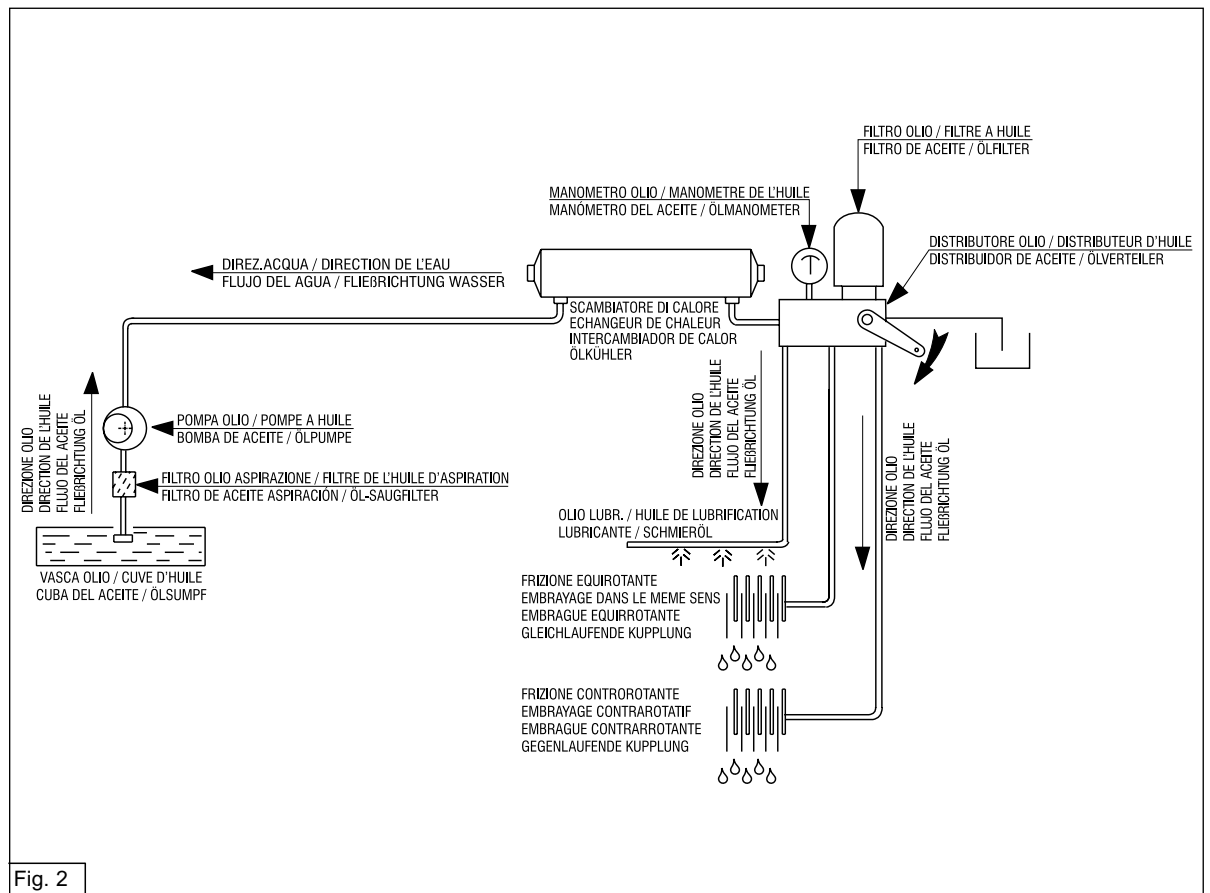 FILTRO OLIO / FILTRE A HUILE
FILTRO DE ACEITE / ÖLFILTER
MANOMETRO OLIO / MANOMETRE DE L'HUILE
MANÓMETRO DEL ACEITE / ÖLMANOMETER
DISTRIBUTORE OLIO / DISTRIBUTEUR D'HUILE
DISTRIBUIDOR DE ACEITE / ÖLVERTEILER
DIREZ.ACQUA / DIRECTION DE L'EAU
FLUJO DEL AGUA / FLIEßRICHTUNG WASSER
SCAMBIATORE DI CALORE
ECHANGEUR DE CHALEUR
INTERCAMBIADOR DE CALOR
ÖLKÜHLER
DIREZIONE OLIO
DIRECTION DE L'HUILE
FLUJO DEL ACEITE
FLIEßRICHTUNG ÖL
POMPA OLIO / POMPE A HUILE
BOMBA DE ACEITE / ÖLPUMPE
FILTRO OLIO ASPIRAZIONE / FILTRE DE L'HUILE D'ASPIRATION
FILTRO DE ACEITE ASPIRACIÓN / ÖL-SAUGFILTER
VASCA OLIO / CUVE D'HUILE
CUBA DEL ACEITE / ÖLSUMPF
DIREZIONE OLIO
DIRECTION DE L'HUILE
FLUJO DEL ACEITE
FLIEßRICHTUNG ÖL
DIREZIONE OLIO
DIRECTION DE L'HUILE
FLUJO DEL ACEITE
FLIEßRICHTUNG ÖL
OLIO LUBR. / HUILE DE LUBRIFICATION
LUBRICANTE / SCHMIERÖL
FRIZIONE EQUIROTANTE
EMBRAYAGE DANS LE MEME SENS
EMBRAGUE EQUIRROTANTE
GLEICHLAUFENDE KUPPLUNG
FRIZIONE CONTROROTANTE
EMBRAYAGE CONTRAROTATIF
EMBRAGUE CONTRARROTANTE
GEGENLAUFENDE KUPPLUNG
Fig. 2